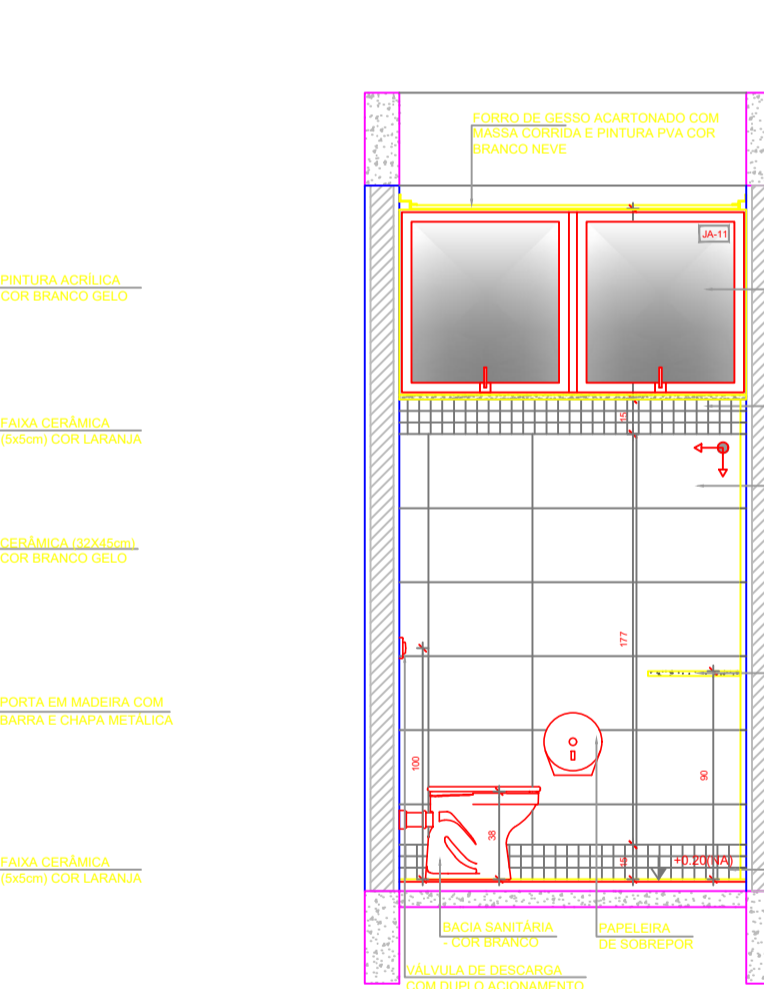 FORRO DE GESSO ACARTONADO COM
MASSA CORRIDA E PINTURA PVA COR
BRANCO NEVE
JA-11
PINTURA ACRÍLICA
COR BRANCO GELO
15
FAIXA CERÂMICA
(5x5cm) COR LARANJA
CERÂMICA (32X45cm)
COR BRANCO GELO
177
PORTA EM MADEIRA COM
BARRA E CHAPA METÁLICA
100
90
38
15
+0.20(NA)
FAIXA CERÂMICA
(5x5cm) COR LARANJA
BACIA SANITÁRIA
- COR BRANCO
PAPELEIRA
DE SOBREPOR
VÁLVULA DE DESCARGA
COM DUPLO ACIONAMENTO